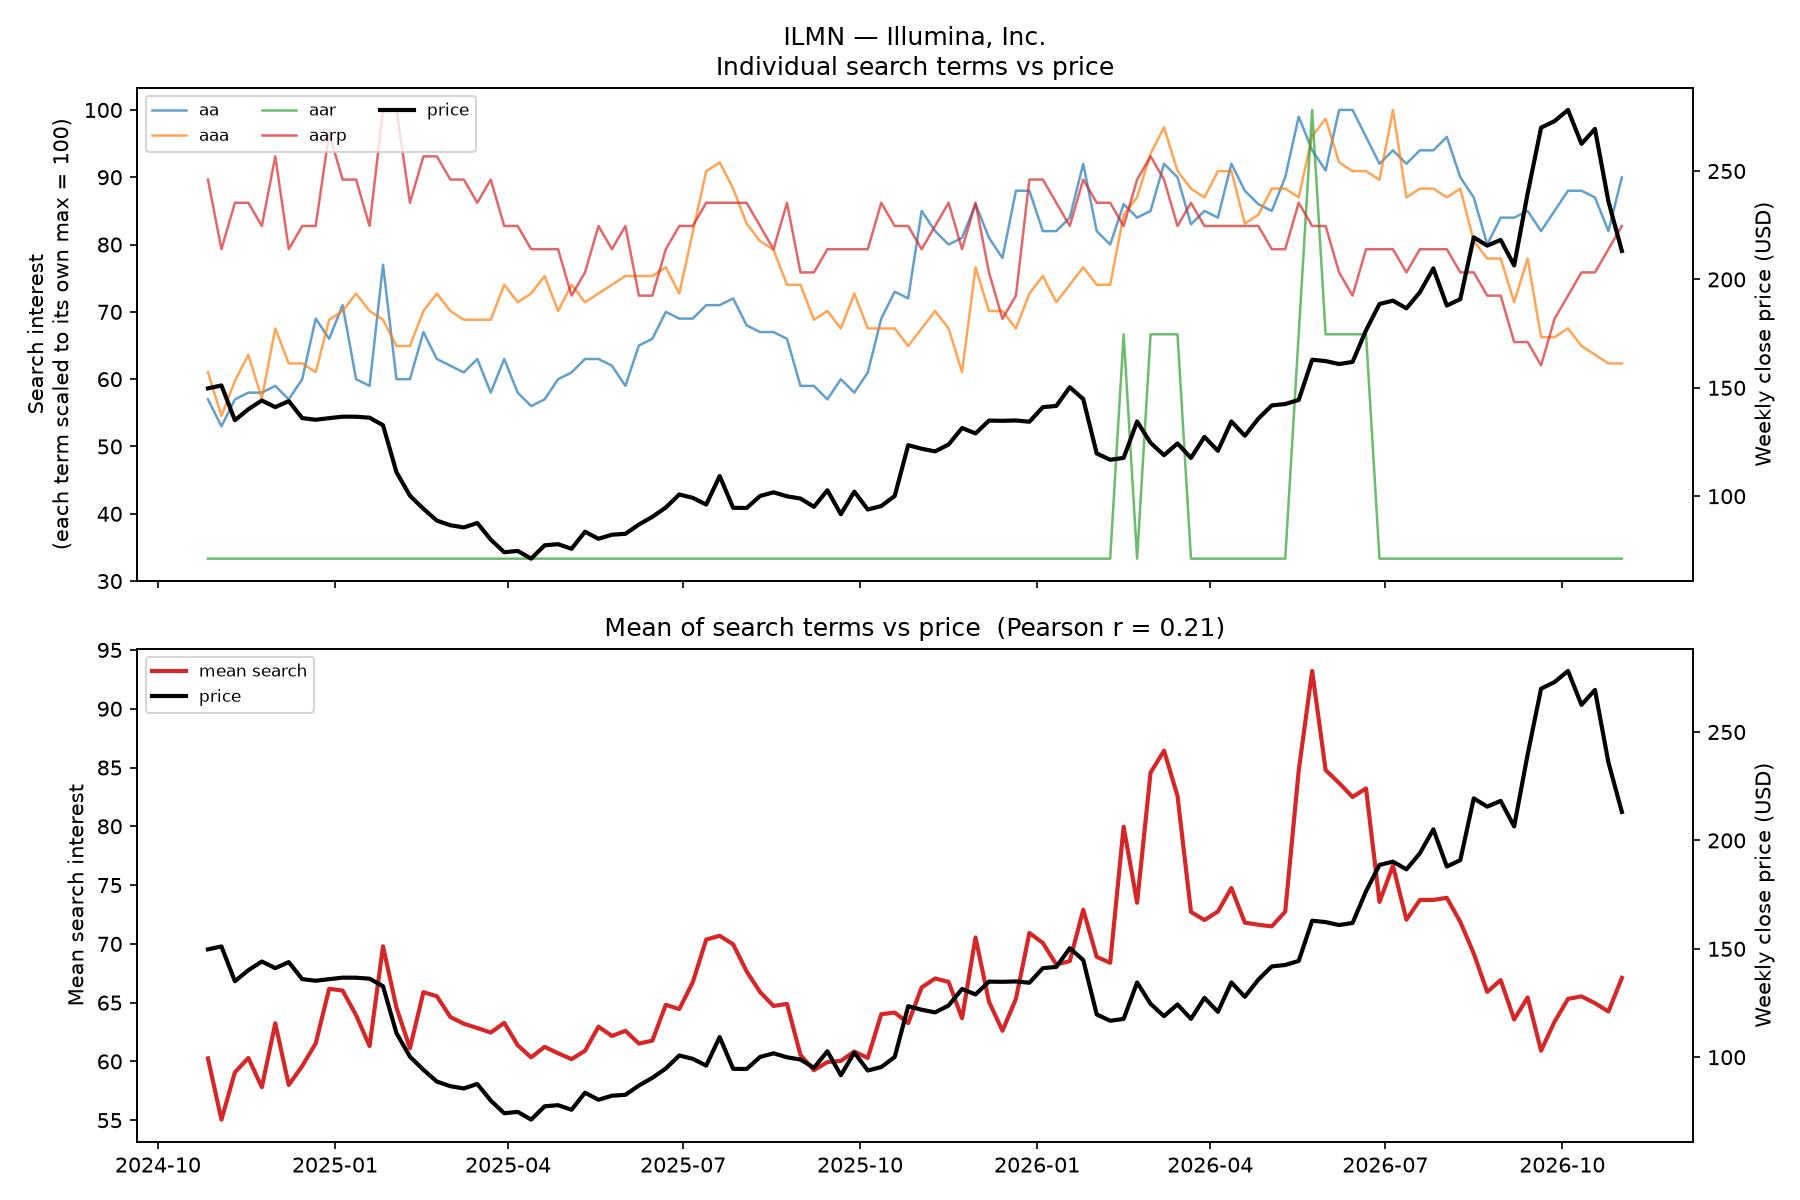 ILMN — Illumina, Inc.
Individual search terms vs price
aa
aaa
aar
aarp
price
Search interest
(each term scaled to its own max = 100)
100
90
80
70
60
50
40
30
250
200
150
100
Weekly close price (USD)
Mean of search terms vs price  (Pearson r = 0.21)
mean search
price
Mean search interest
95
90
85
80
75
70
65
60
55
250
200
150
100
Weekly close price (USD)
2024-10
2025-01
2025-04
2025-07
2025-10
2026-01
2026-04
2026-07
2026-10